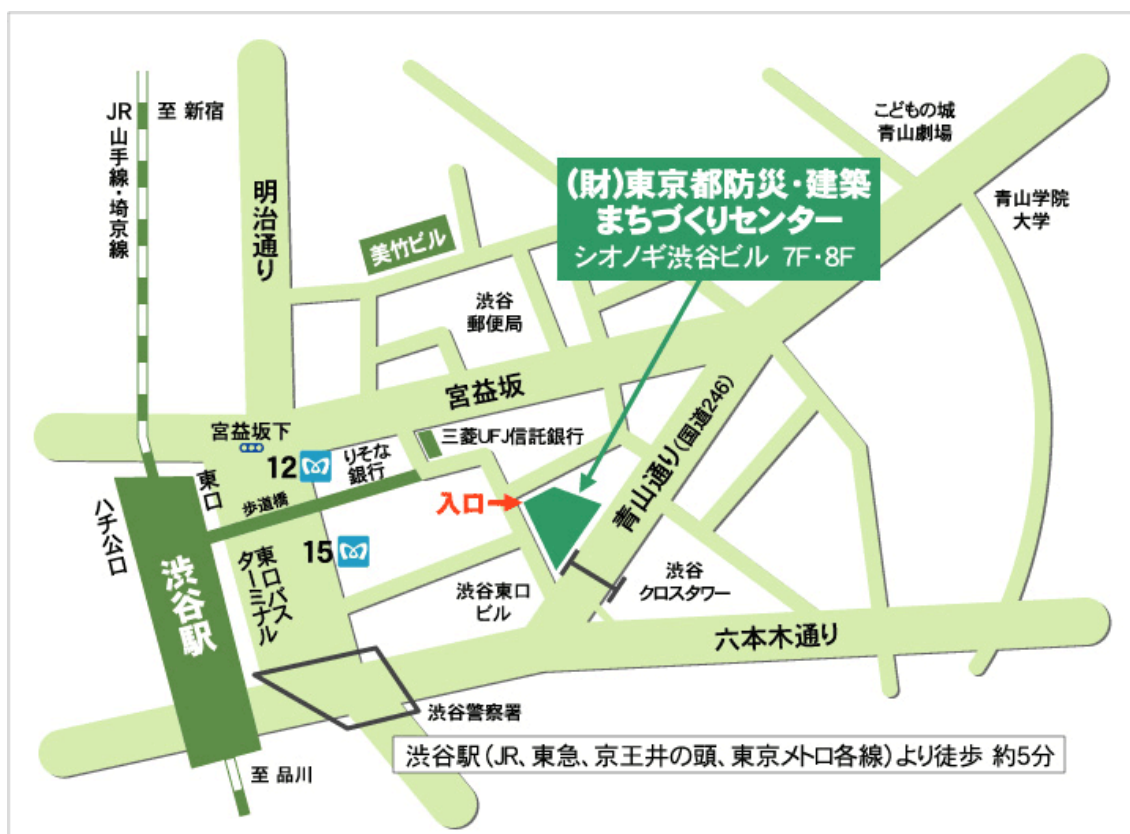 JR
至 新宿
山手線・埼京線
明治通り
こどもの城
青山劇場
青山学院
大学
(財)東京都防災・建築
まちづくりセンター
シオノギ渋谷ビル 7F・8F
美竹ビル
渋谷
郵便局
宮益坂
宮益坂下
三菱UFJ信託銀行
りそな
銀行
12
東口
歩道橋
入口
青山通り(国道246)
ハチ公口
渋谷駅
15
東口バス
ターミナル
渋谷東口
ビル
渋谷
クロスタワー
六本木通り
渋谷警察署
渋谷駅(JR、東急、京王井の頭、東京メトロ各線)より徒歩 約5分
至 品川